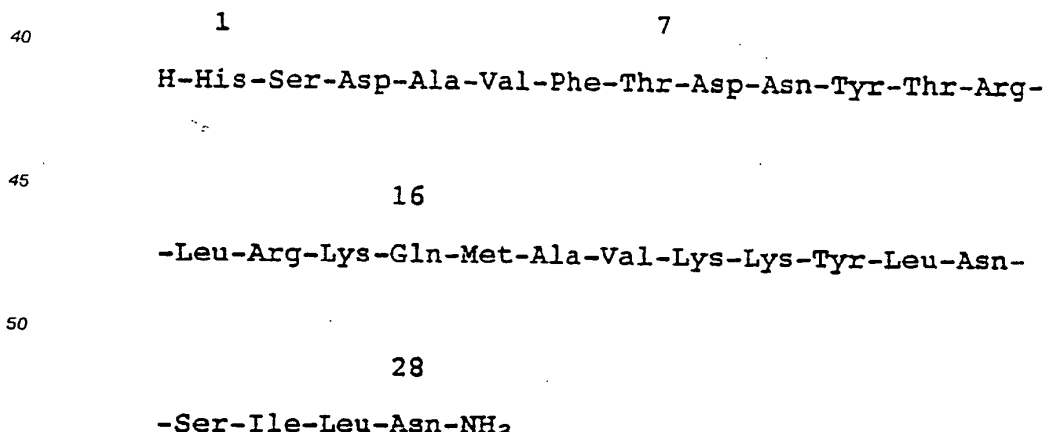 1 7
40
H-His-Ser-Asp-Ala-Val-Phe-Thr-Asp-Asn-Tyr-Thr-Arg-
45
16
-Leu-Arg-Lys-Gln-Met-Ala-Val-Lys-Lys-Tyr-Leu-Asn-
50
28
-Ser-Ile-Leu-Asn-NH2